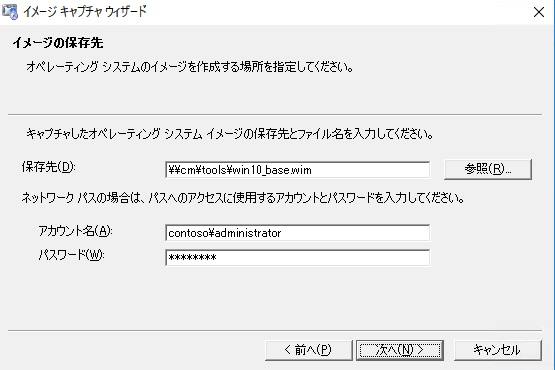 イメージ キャプチャ ウィザード
イメージの保存先
オペレーティング システムのイメージを作成する場所を指定してください。
キャプチャしたオペレーティング システム イメージの保存先とファイル名を入力してください。
保存先(D): ¥¥cm¥tools¥win10_base.wim 参照(R)...
ネットワーク パスの場合は、パスへのアクセスに使用するアカウントとパスワードを入力してください。
アカウント名(A): contoso¥administrator
パスワード(W): ********
< 前へ(P) 次へ(N) > キャンセル